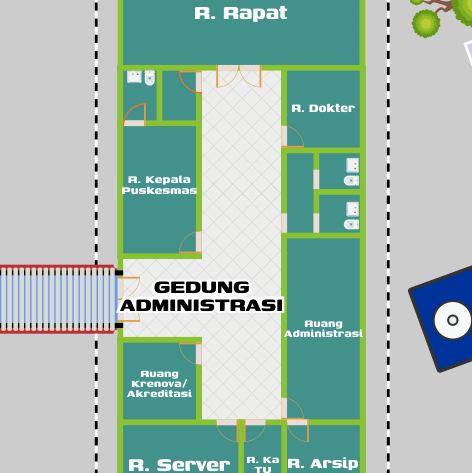 R. Rapat
R. Dokter
R. Kepala
Puskesmas
GEDUNG
ADMINISTRASI
Ruang
Administrasi
Ruang
Krenova/
Akreditasi
R. Server
R. Ka
TU
R. Arsip